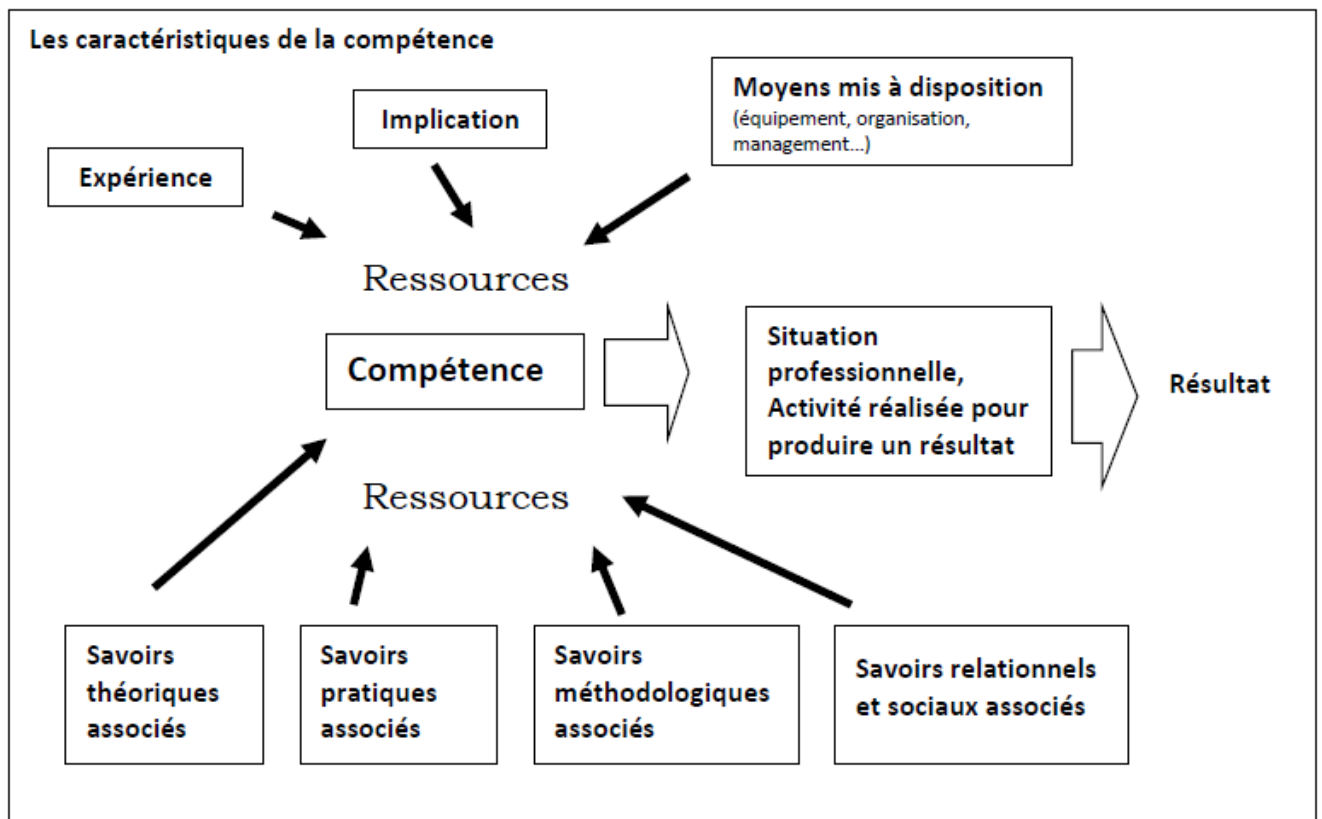 Les caractéristiques de la compétence
Implication
Moyens mis à disposition
(équipement, organisation,
management...)
Expérience
Ressources
Compétence
Situation
professionnelle,
Activité réalisée pour
produire un résultat
Résultat
Ressources
Savoirs
théoriques
associés
Savoirs
pratiques
associés
Savoirs
méthodologiques
associés
Savoirs relationnels
et sociaux associés